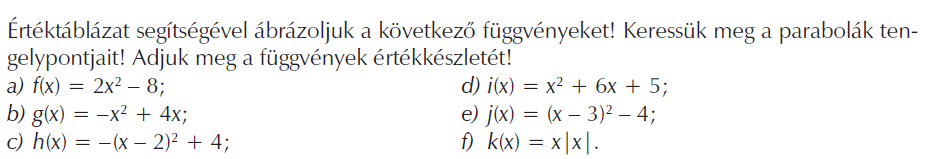 Értéktáblázat segítségével ábrázoljuk a következő függvényeket! Keressük meg a parabolák ten-
gelypontjait! Adjuk meg a függvények értékkészletét!
a) f(x) = 2x² – 8; d) i(x) = x² + 6x + 5;
b) g(x) = –x² + 4x; e) j(x) = (x – 3)² – 4;
c) h(x) = –(x – 2)² + 4; f) k(x) = x|x|.